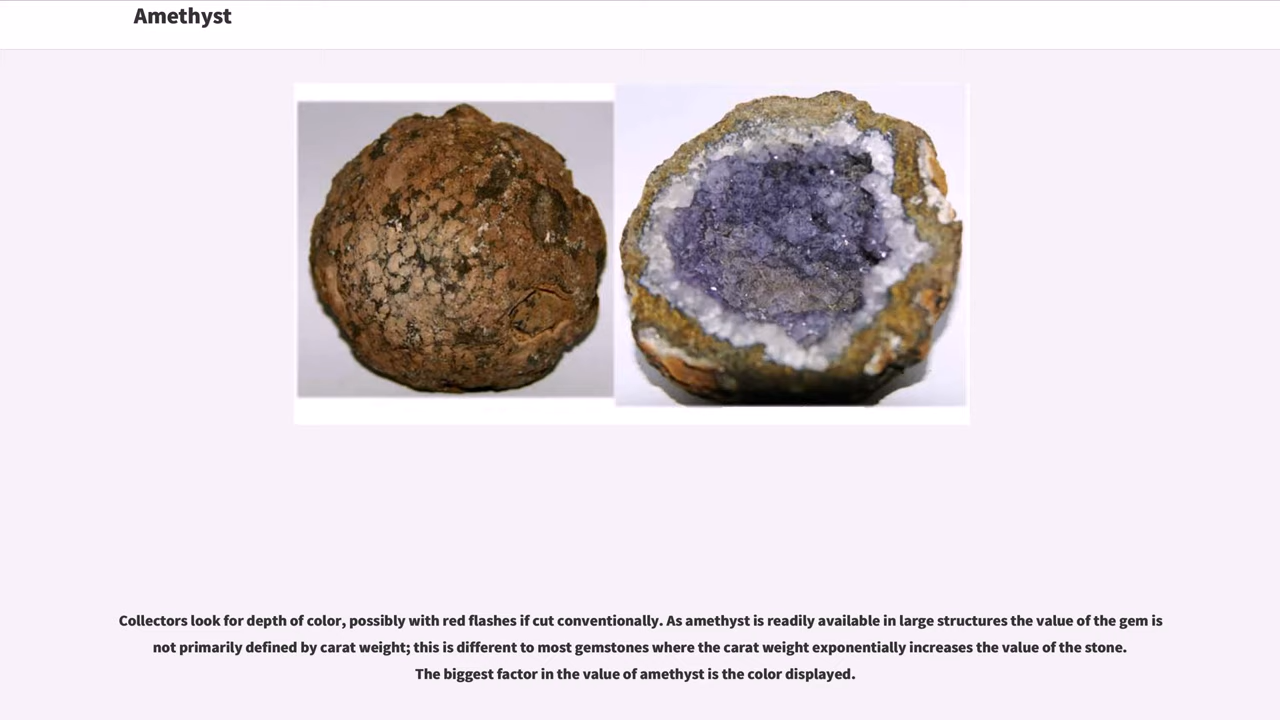 Amethyst
Collectors look for depth of color, possibly with red flashes if cut conventionally. As amethyst is readily available in large structures the value of the gem is
not primarily defined by carat weight; this is different to most gemstones where the carat weight exponentially increases the value of the stone.
The biggest factor in the value of amethyst is the color displayed.